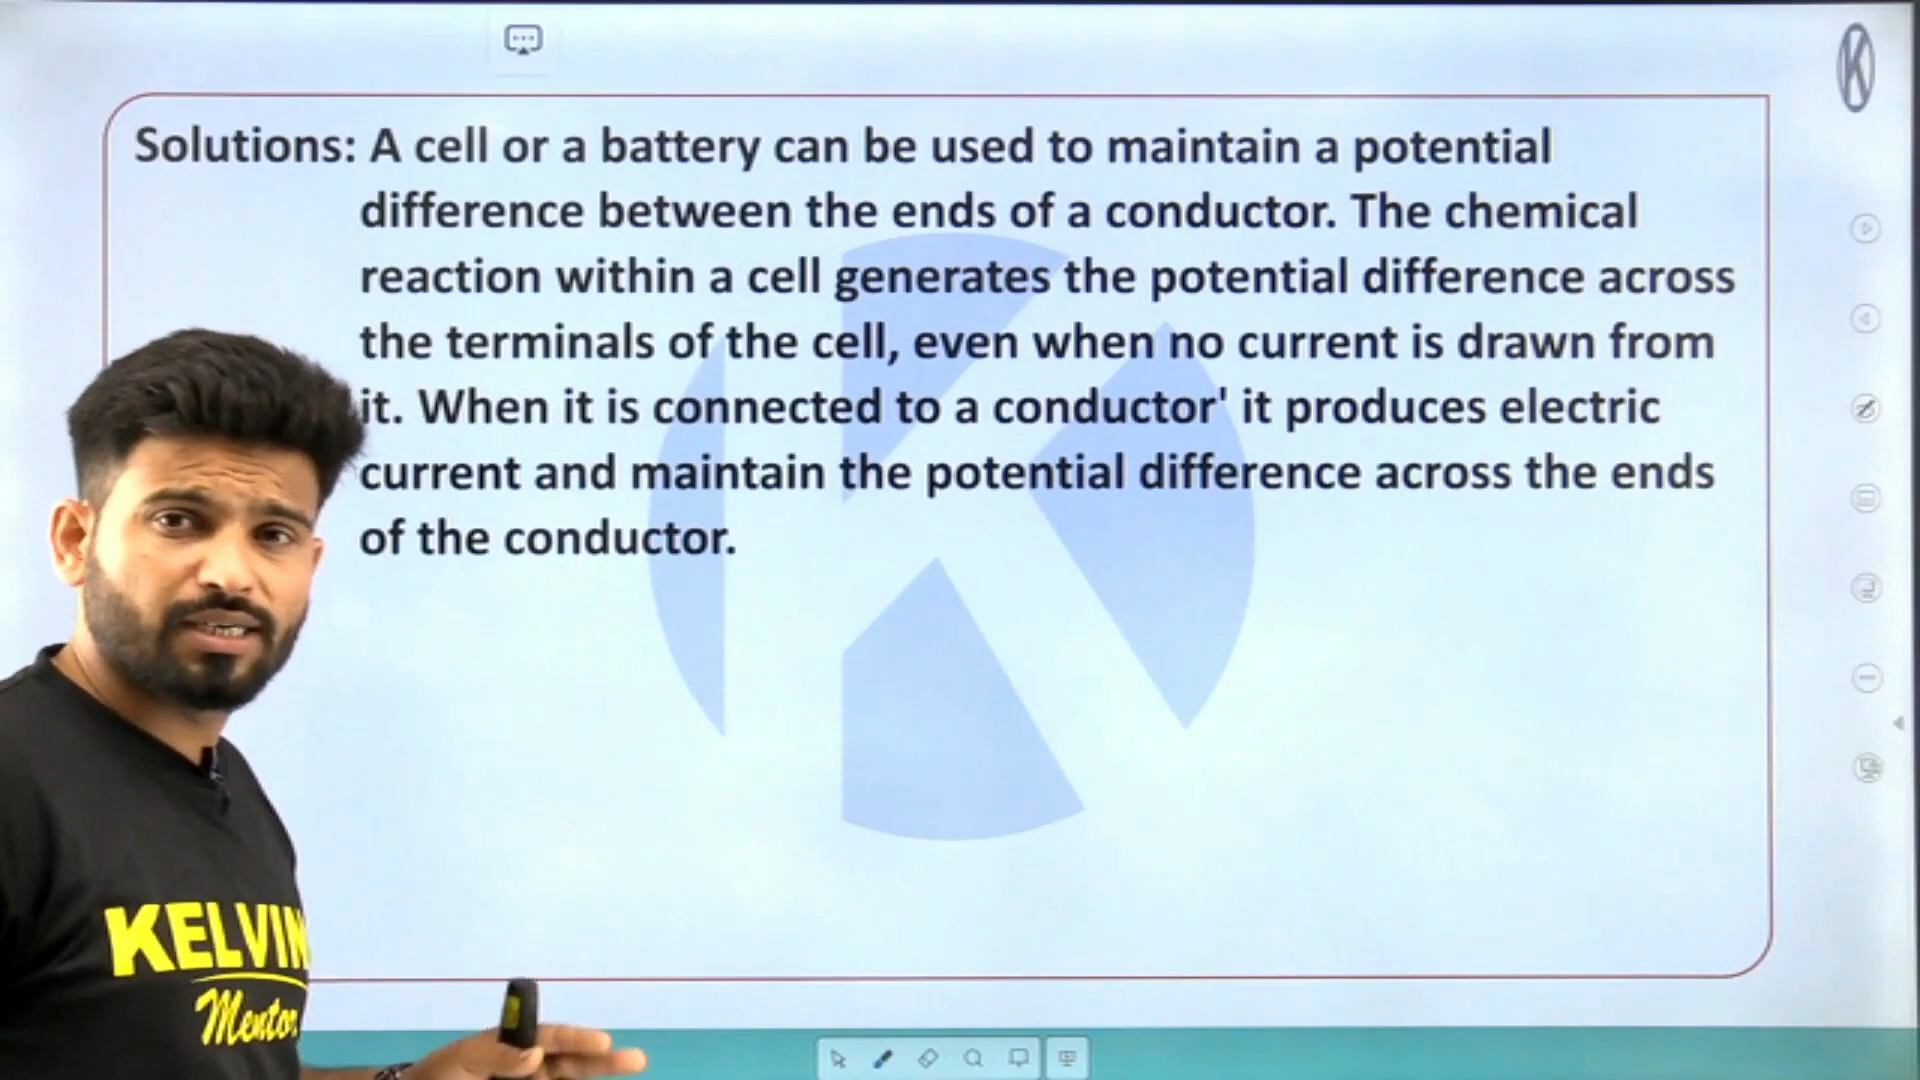 Solutions: A cell or a battery can be used to maintain a potential
difference between the ends of a conductor. The chemical
reaction within a cell generates the potential difference across
the terminals of the cell, even when no current is drawn from
it. When it is connected to a conductor' it produces electric
current and maintain the potential difference across the ends
of the conductor.
KELVIN
Mentor